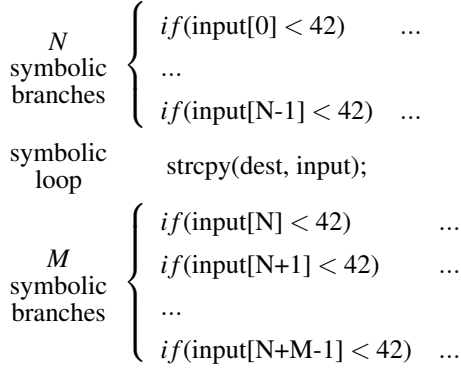 N
symbolic
branches
if(input[0] < 42) ...
...
if(input[N-1] < 42) ...
symbolic
loop
strcpy(dest, input);
M
symbolic
branches
if(input[N] < 42) ...
if(input[N+1] < 42) ...
...
if(input[N+M-1] < 42) ...